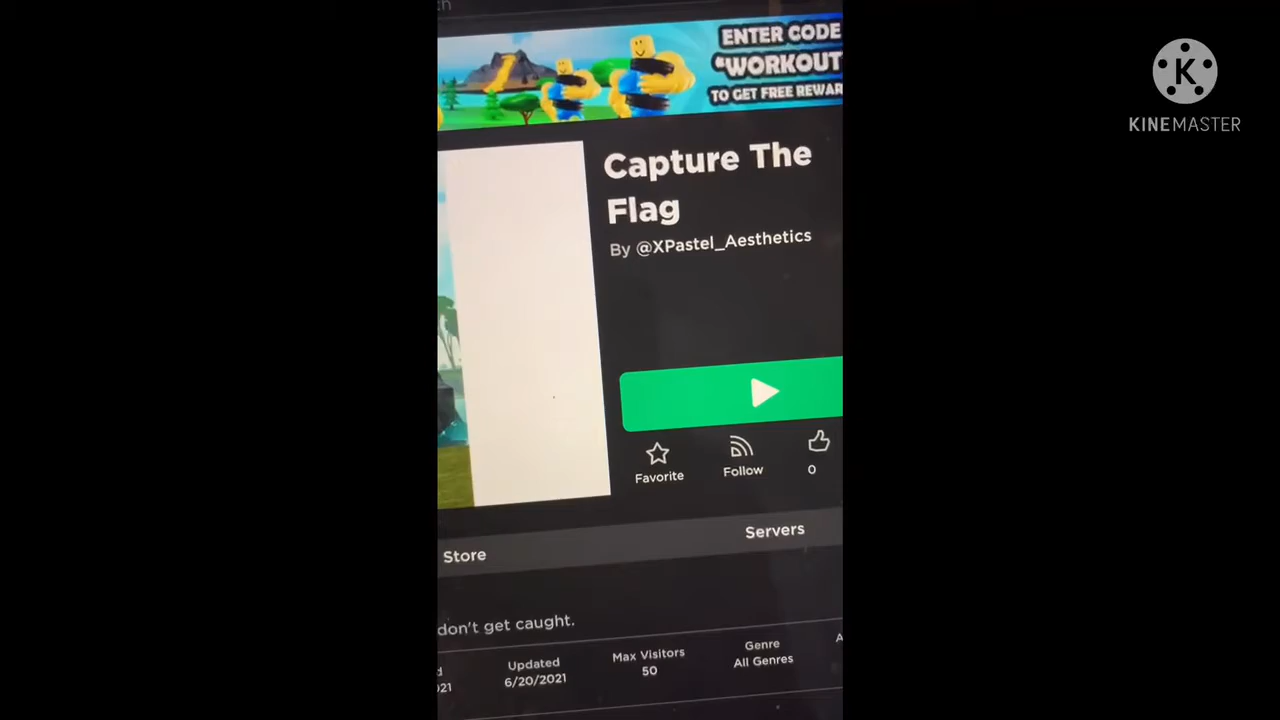 ENTER CODE
"WORKOUT
TO GET FREE
Capture The
Flag
By @XPastel_Aesthetics
Favorite
Follow
0
Servers
Store
don't get caught.
Updated
6/20/2021
Max Visitors
50
Genre
All Genres
KINEMASTER